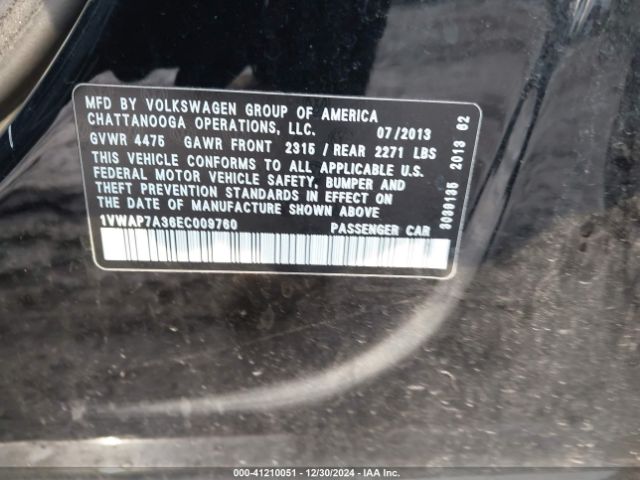 MFD BY VOLKSWAGEN GROUP OF AMERICA
CHATTANOOGA OPERATIONS, LLC. 07/2013
GVWR 4475 GAWR FRONT 2315 / REAR 2271 LBS
THIS VEHICLE CONFORMS TO ALL APPLICABLE U.S.
FEDERAL MOTOR VEHICLE SAFETY, BUMPER AND
THEFT PREVENTION STANDARDS IN EFFECT ON
THE DATE OF MANUFACTURE SHOWN ABOVE.
1VWAP7A36EC009760 PASSENGER CAR
3030135 2013 62
000-41210051 - 12/30/2024 - IAA Inc.